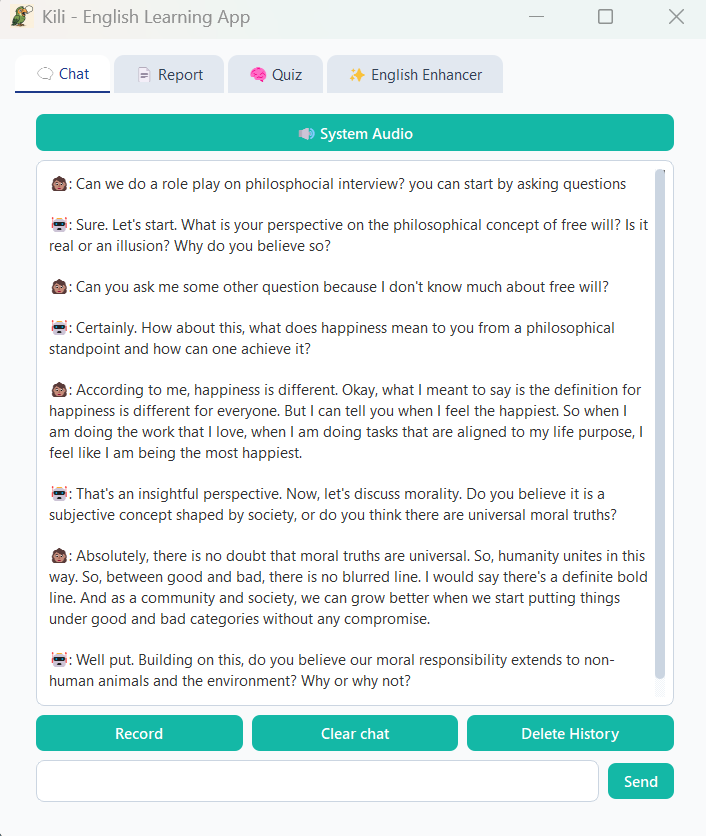 Kili - English Learning App
Chat
Report
Quiz
English Enhancer
System Audio
: Can we do a role play on philosphocial interview? you can start by asking questions
: Sure. Let's start. What is your perspective on the philosophical concept of free will? Is it
real or an illusion? Why do you believe so?
: Can you ask me some other question because I don't know much about free will?
: Certainly. How about this, what does happiness mean to you from a philosophical
standpoint and how can one achieve it?
: According to me, happiness is different. Okay, what I meant to say is the definition for
happiness is different for everyone. But I can tell you when I feel the happiest. So when I
am doing the work that I love, when I am doing tasks that are aligned to my life purpose, I
feel like I am being the most happiest.
: That's an insightful perspective. Now, let's discuss morality. Do you believe it is a
subjective concept shaped by society, or do you think there are universal moral truths?
: Absolutely, there is no doubt that moral truths are universal. So, humanity unites in this
way. So, between good and bad, there is no blurred line. I would say there's a definite bold
line. And as a community and society, we can grow better when we start putting things
under good and bad categories without any compromise.
: Well put. Building on this, do you believe our moral responsibility extends to non-
human animals and the environment? Why or why not?
Record
Clear chat
Delete History
Send